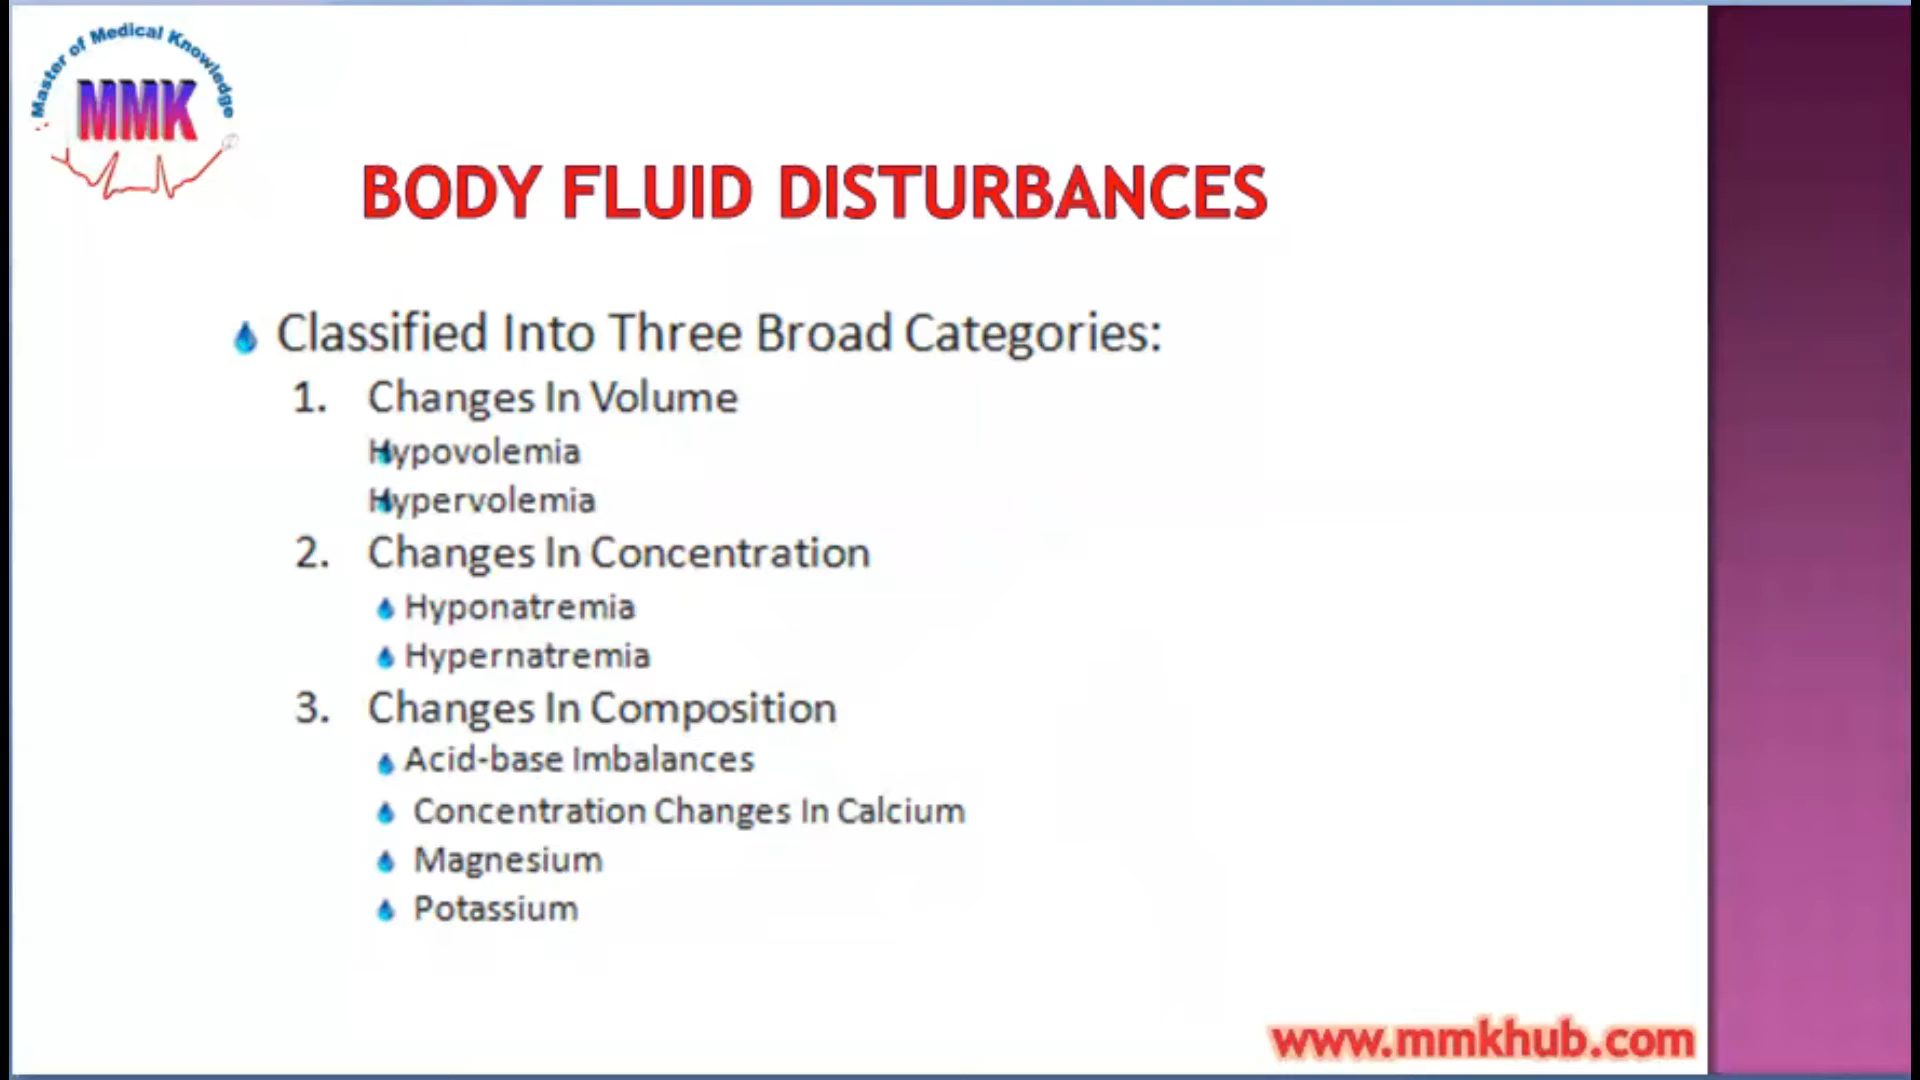 Master of Medical Knowledge
MMK
BODY FLUID DISTURBANCES
Classified Into Three Broad Categories:
1. Changes In Volume
Hypovolemia
Hypervolemia
2. Changes In Concentration
Hyponatremia
Hypernatremia
3. Changes In Composition
Acid-base Imbalances
Concentration Changes In Calcium
Magnesium
Potassium
www.mmkhub.com